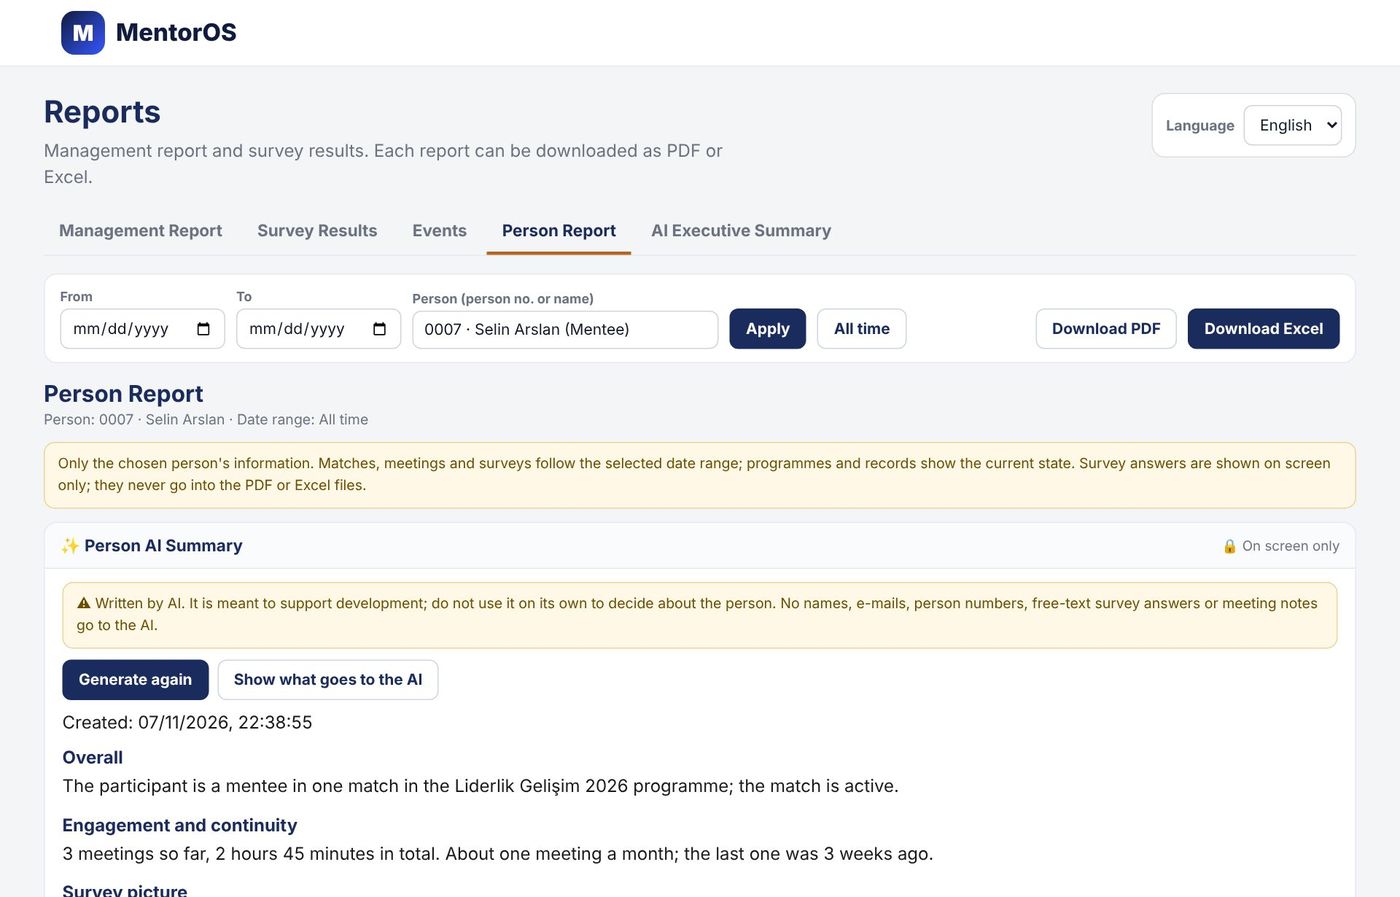 M MentorOS
Reports
Management report and survey results. Each report can be downloaded as PDF or
Excel.
Language English
Management Report Survey Results Events Person Report AI Executive Summary
From To Person (person no. or name)
mm/dd/yyyy mm/dd/yyyy 0007 · Selin Arslan (Mentee) Apply All time Download PDF Download Excel
Person Report
Person: 0007 · Selin Arslan · Date range: All time
Only the chosen person's information. Matches, meetings and surveys follow the selected date range; programmes and records show the current state. Survey answers are shown on screen
only; they never go into the PDF or Excel files.
✨ Person AI Summary 🔒 On screen only
⚠ Written by AI. It is meant to support development; do not use it on its own to decide about the person. No names, e-mails, person numbers, free-text survey answers or meeting notes
go to the AI.
Generate again Show what goes to the AI
Created: 07/11/2026, 22:38:55
Overall
The participant is a mentee in one match in the Liderlik Gelişim 2026 programme; the match is active.
Engagement and continuity
3 meetings so far, 2 hours 45 minutes in total. About one meeting a month; the last one was 3 weeks ago.
Survey picture